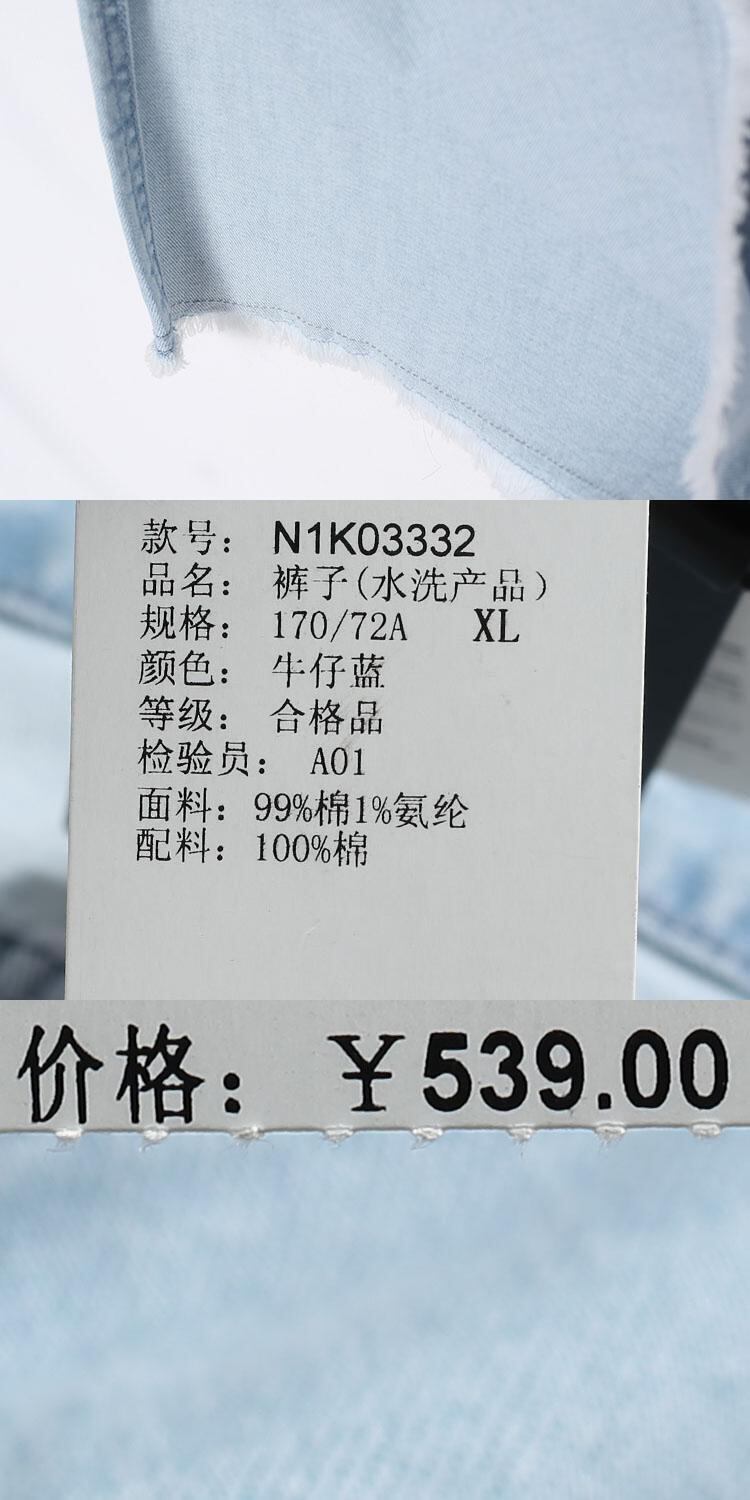 款号： N1K03332
品名： 裤子(水洗产品)
规格： 170/72A XL
颜色： 牛仔蓝
等级： 合格品
检验员： A01
面料： 99%棉1%氨纶
配料： 100%棉
价格： ￥539.00